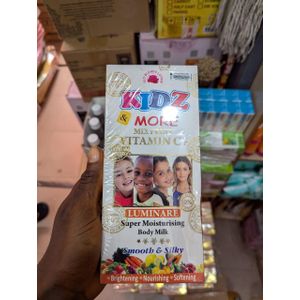 KIDZ
& MORE
VITAMIN C
LUMINARE
Super Moisturising
Body Milk
Smooth & Silky
• Brightening • Nourishing • Softening •